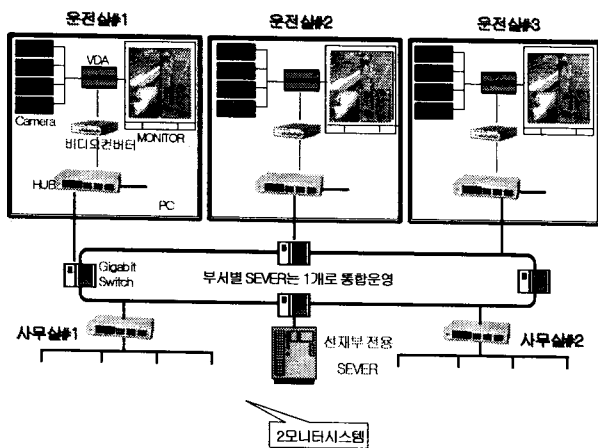 운전실#1
운전실#2
운전실#3
VDA
Camera
MONITOR
비디오컨버터
HUB
PC
Gigabit
Switch
부서별 SEVER는 1개로 통합운영
사무실#1
선재부 전용
SEVER
사무실#2
2모니터시스템